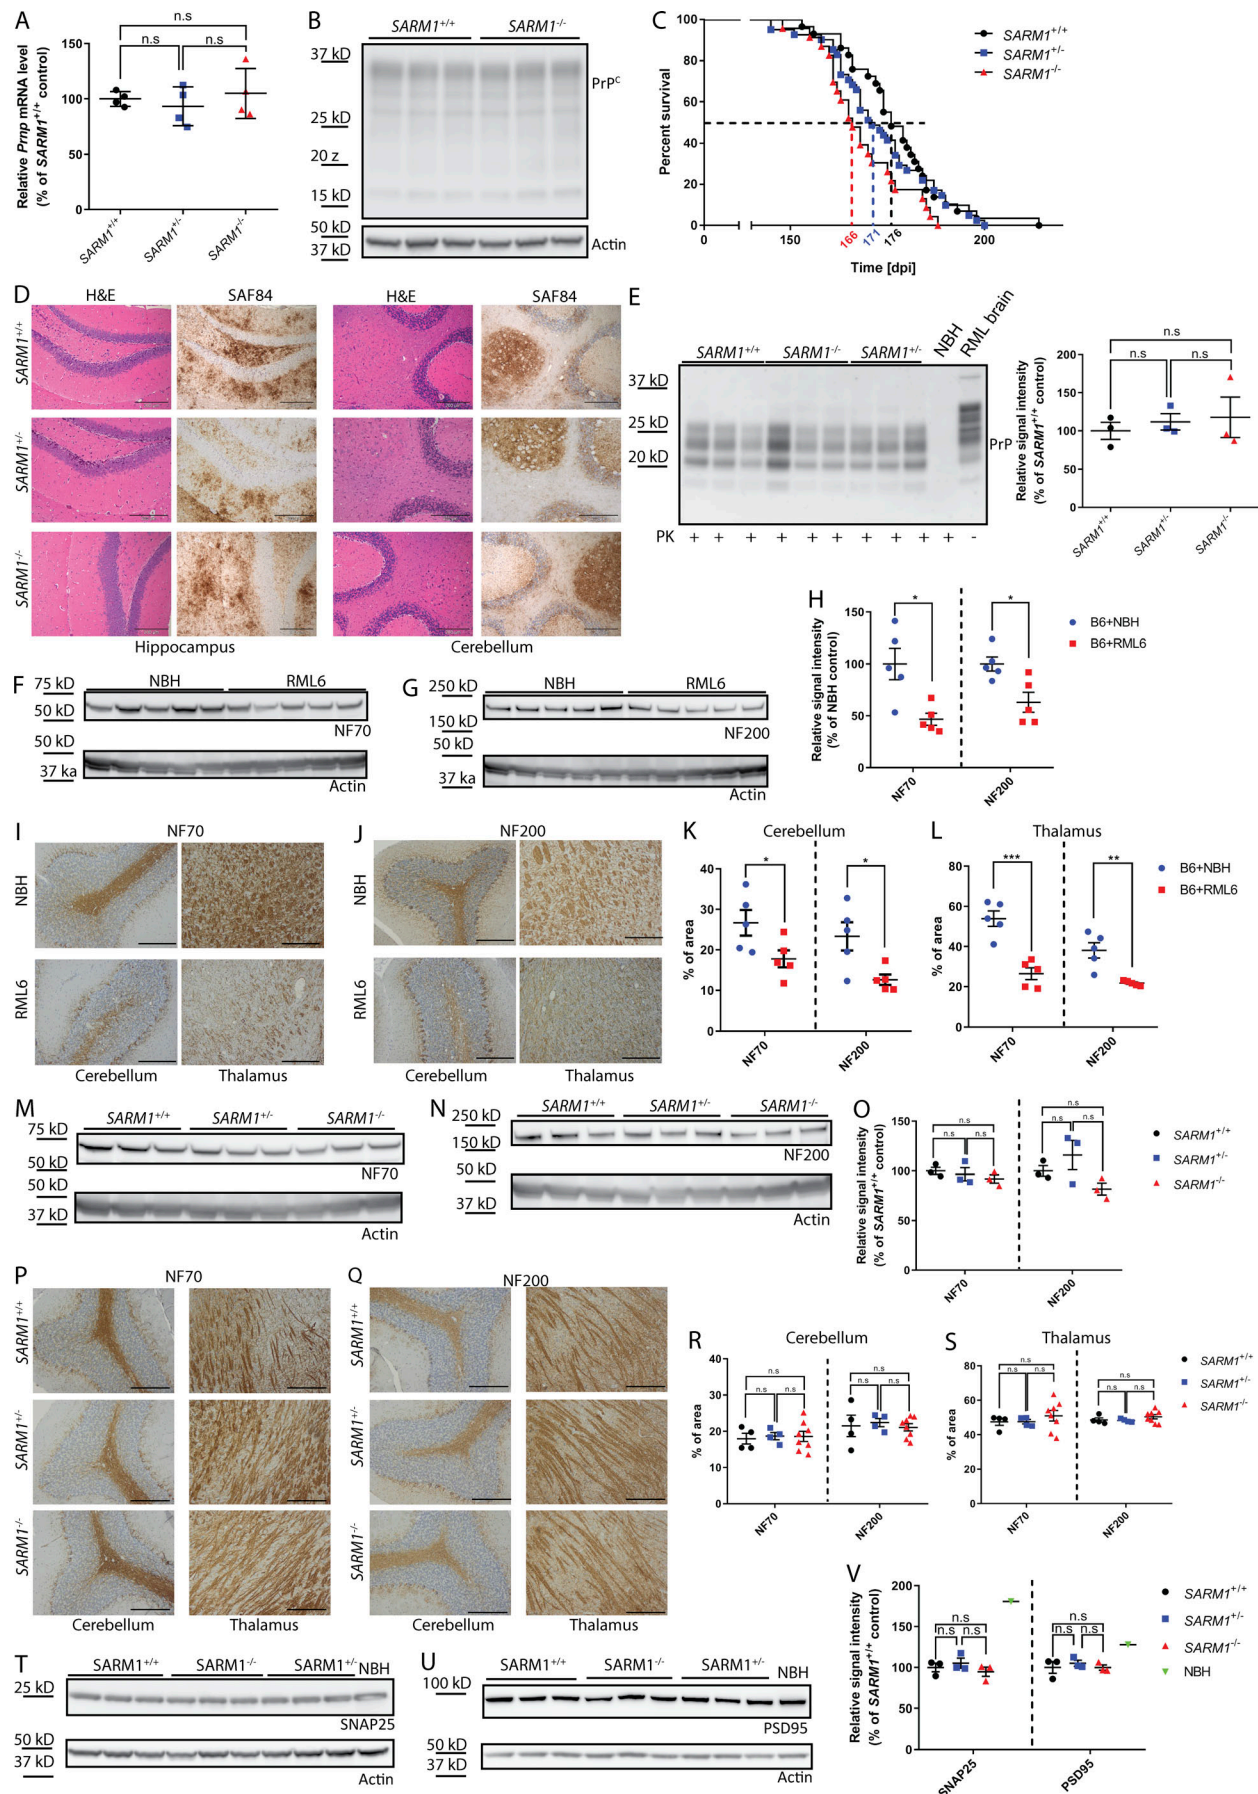 A
n.s
n.s
n.s
Relative Prnp mRNA level
(% of SARM1+/+ control)
150
100
50
0
SARM1+/+
SARM1+/-
SARM1-/-
B
SARM1+/+
SARM1-/-
37 kD
25 kD
20 z
15 kD
50 kD
37 kD
PrPC
Actin
C
Percent survival
100
80
60
40
20
0
0
150
200
166
171
176
Time [dpi]
SARM1+/+
SARM1+/-
SARM1-/-
D
H&E
SAF84
H&E
SAF84
SARM1+/+
SARM1+/-
SARM1-/-
Hippocampus
Cerebellum
E
SARM1+/+
SARM1-/-
SARM1+/-
NBH
RML brain
37 kD
25 kD
20 kD
PrP
PK
+ + + + + + + + + + -
Relative signal intensity
(% of SARM1+/+ control)
200
150
100
50
0
n.s
n.s
n.s
SARM1+/+
SARM1+/-
SARM1-/-
F
NBH
RML6
75 kD
50 kD
NF70
50 kD
37 ka
Actin
G
NBH
RML6
250 kD
150 kD
NF200
50 kD
37 ka
Actin
H
Relative signal intensity
(% of NBH control)
150
100
50
0
*
*
NF70
NF200
B6+NBH
B6+RML6
I
NF70
NBH
RML6
Cerebellum
Thalamus
J
NF200
Cerebellum
Thalamus
K
Cerebellum
% of area
40
30
20
10
0
*
*
NF70
NF200
L
Thalamus
% of area
80
60
40
20
0
***
**
NF70
NF200
B6+NBH
B6+RML6
M
SARM1+/+
SARM1+/-
SARM1-/-
75 kD
50 kD
NF70
50 kD
37 kD
Actin
N
SARM1+/+
SARM1+/-
SARM1-/-
250 kD
150 kD
NF200
50 kD
37 kD
Actin
O
Relative signal intensity
(% of SARM1+/+ control)
150
100
50
0
n.s
n.s
n.s
n.s
n.s
n.s
NF70
NF200
SARM1+/+
SARM1+/-
SARM1-/-
P
NF70
SARM1+/+
SARM1+/-
SARM1-/-
Cerebellum
Thalamus
Q
NF200
SARM1+/+
SARM1+/-
SARM1-/-
Cerebellum
Thalamus
R
Cerebellum
% of area
40
30
20
10
0
n.s
n.s
n.s
n.s
n.s
n.s
NF70
NF200
S
Thalamus
% of area
100
80
60
40
20
0
n.s
n.s
n.s
n.s
n.s
n.s
NF70
NF200
SARM1+/+
SARM1+/-
SARM1-/-
T
SARM1+/+
SARM1-/-
SARM1+/-
NBH
25 kD
SNAP25
50 kD
37 kD
Actin
U
SARM1+/+
SARM1-/-
SARM1+/-
NBH
100 kD
PSD95
50 kD
37 kD
Actin
V
Relative signal intensity
(% of SARM1+/+ control)
200
150
100
50
0
n.s
n.s
n.s
n.s
n.s
n.s
SNAP25
PSD95
SARM1+/+
SARM1+/-
SARM1-/-
NBH